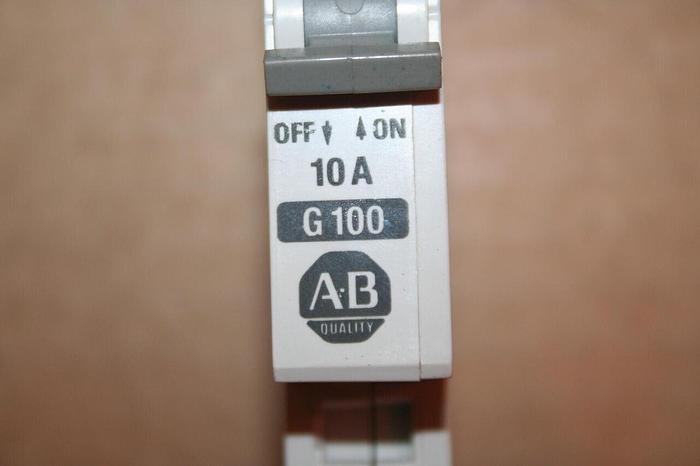 OFF ON
10 A
G 100
A·B
QUALITY